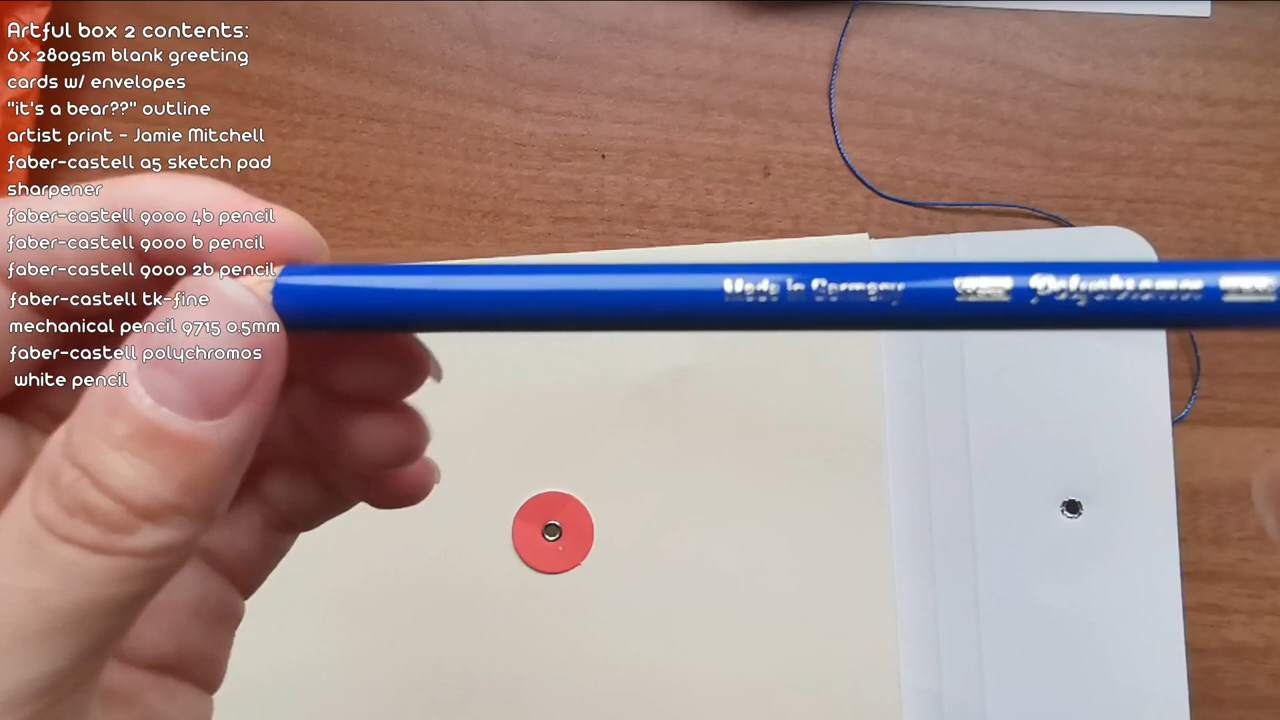 Artful box 2 contents:
6x 280gsm blank greeting
cards w/ envelopes
"it's a bear??" outline
artist print - Jamie Mitchell
faber-castell a5 sketch pad
sharpener
faber-castell 9000 4b pencil
faber-castell 9000 b pencil
faber-castell 9000 2b pencil
faber-castell tk-fine
mechanical pencil 9715 0.5mm
faber-castell polychromos
white pencil
Made in Germany Polychromos